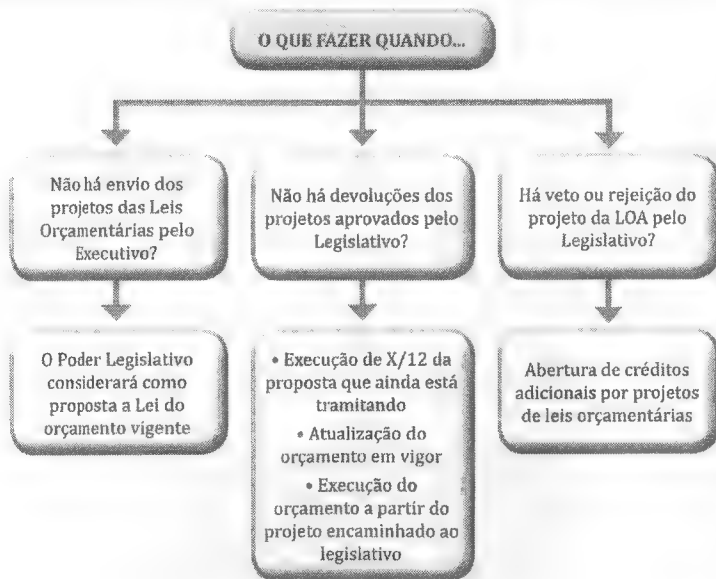 O QUE FAZER QUANDO...
Não há envio dos
projetos das Leis
Orçamentárias pelo
Executivo?
Não há devoluções dos
projetos aprovados pelo
Legislativo?
Há veto ou rejeição do
projeto da LOA pelo
Legislativo?
O Poder Legislativo
considerará como
proposta a Lei do
orçamento vigente
• Execução de X/12 da
proposta que ainda está
tramitando
• Atualização do
orçamento em vigor
• Execução do
orçamento a partir do
projeto encaminhado ao
legislativo
Abertura de créditos
adicionais por projetos
de leis orçamentárias